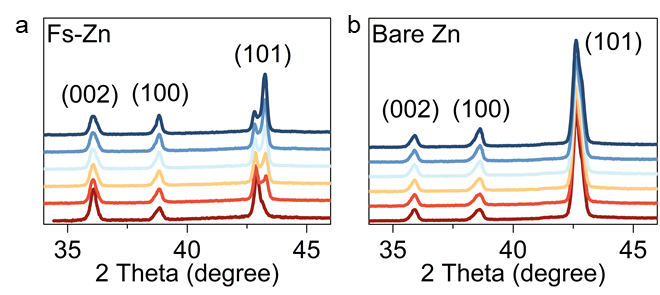 a
Fs-Zn
(002)
(100)
(101)
35 40 45
2 Theta (degree)
b
Bare Zn
(002)
(100)
(101)
35 40 45
2 Theta (degree)